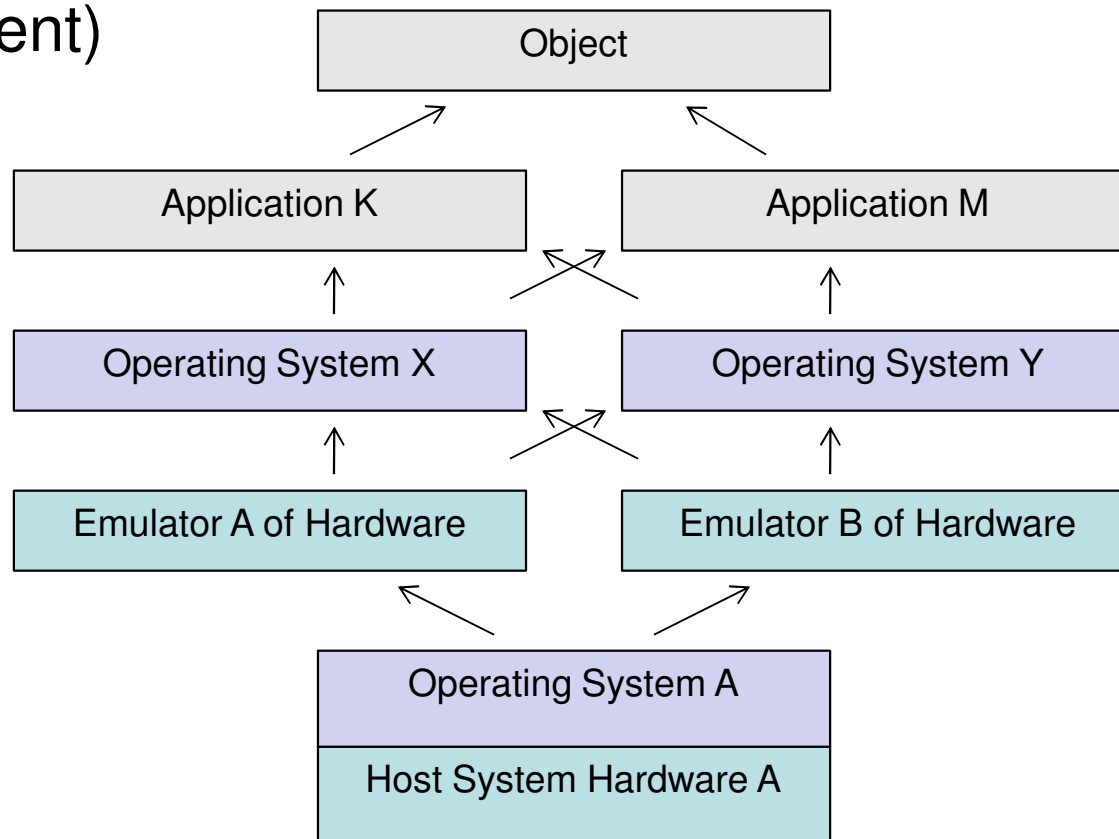 ent)
Object
Application K
Application M
Operating System X
Operating System Y
Emulator A of Hardware
Emulator B of Hardware
Operating System A
Host System Hardware A